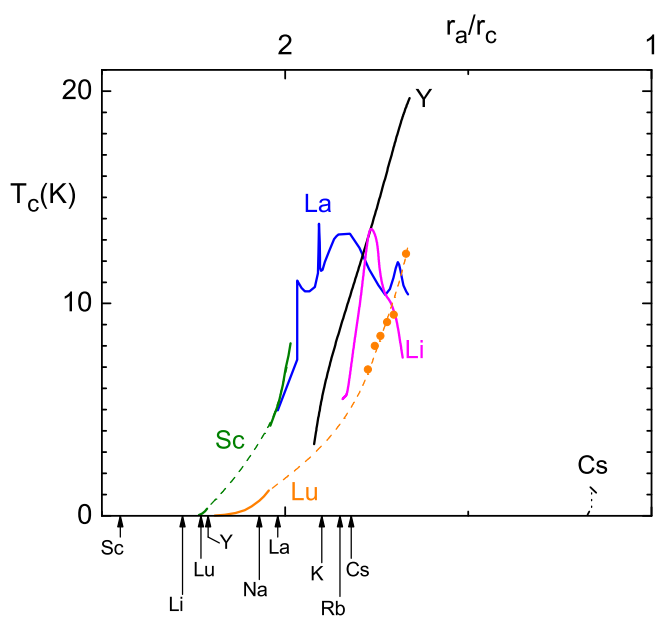 r_a/r_c
2 1
20
Y
T_c(K)
La
10
Li
Sc
Cs
Lu
0
Sc Y La
Lu K Cs
Li Na Rb